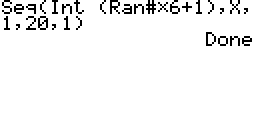 Seq(Int (Ran#×6+1),X,
1,20,1)
Done